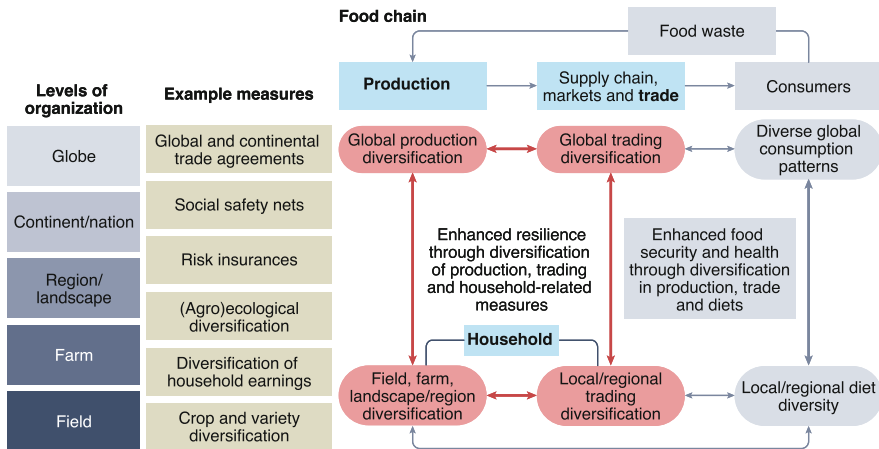 Food chain
Food waste
Levels of
organization
Example measures
Production
Supply chain,
markets and trade
Consumers
Globe
Continent/nation
Region/
landscape
Farm
Field
Global and continental
trade agreements
Social safety nets
Risk insurances
(Agro)ecological
diversification
Diversification of
household earnings
Crop and variety
diversification
Global production
diversification
Global trading
diversification
Diverse global
consumption
patterns
Enhanced resilience
through diversification
of production, trading
and household-related
measures
Enhanced food
security and health
through diversification
in production, trade
and diets
Household
Field, farm,
landscape/region
diversification
Local/regional
trading
diversification
Local/regional diet
diversity